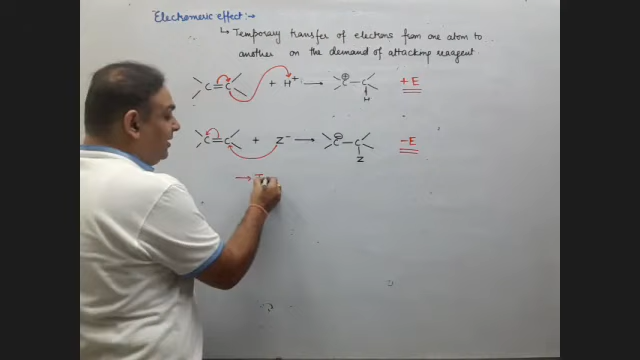 Electromeric effect:→
↳ Temporary transfer of electrons from one atom to
another on the demand of attacking reagent
C=C + H⁺ → C⊕–C +E
H
C=C + Z⁻ → C⊖–C –E
Z
→ T